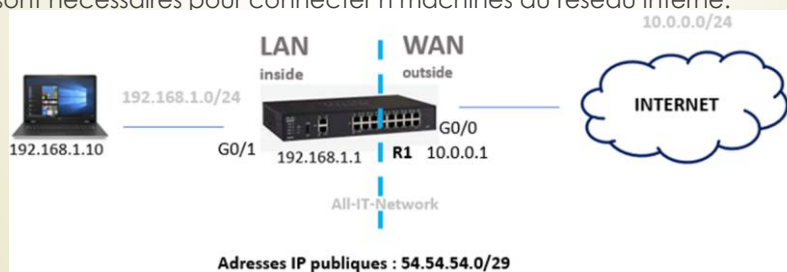 sont nécessaires pour connecter n machines du réseau interne.
10.0.0.0/24
LAN
WAN
inside
outside
192.168.1.0/24
INTERNET
G0/0
192.168.1.10
G0/1
192.168.1.1
R1
10.0.0.1
All-IT-Network
Adresses IP publiques : 54.54.54.0/29